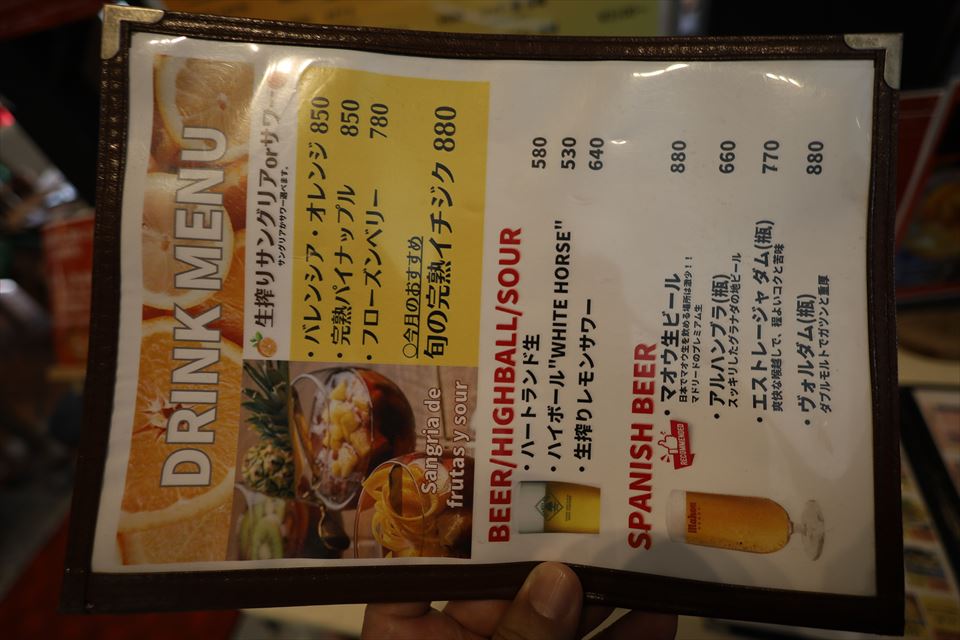 DRINK MENU
生搾りサングリアorサワー
サングリアかサワー選べます。
・バレンシア・オレンジ 850
・完熟パイナップル 850
・フローズンベリー 780
○今月のおすすめ
旬の完熟イチジク 880
Sangria de
frutas y sour
BEER/HIGHBALL/SOUR
・ハートランド生 580
・ハイボール"WHITE HORSE" 530
・生搾りレモンサワー 640
SPANISH BEER
RECOMMENDED
・マオウ生ビール 880
日本でマオウ生を飲める場所は激少！！
マドリードのプレミアム生
・アルハンブラ(瓶) 660
スッキリしたグラナダの地ビール
・エストレージャ ダム(瓶) 770
爽快な喉越しで、程よいコクと苦味
・ヴォルダム(瓶) 880
ダブルモルトでガツンと重厚
Mahou